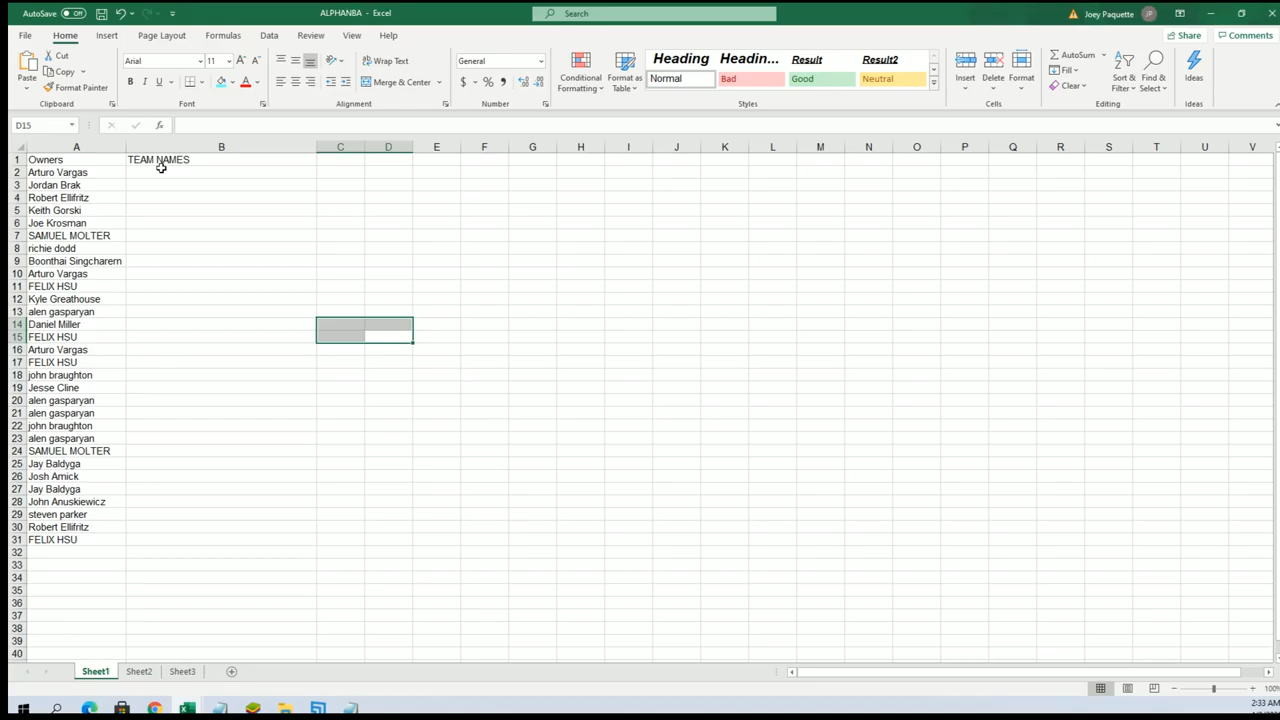 AutoSave Off ALPHANBA - Excel Search Joey Paquette JP
File Home Insert Page Layout Formulas Data Review View Help Share Comments
Paste Cut Copy Format Painter Clipboard
Arial 11 A A B I U A Font
Wrap Text Merge & Center Alignment
General $ % Number
Conditional Formatting Format as Table
Heading Headin... Result Result2
Normal Bad Good Neutral
Styles
Insert Delete Format Cells
AutoSum Fill Clear Sort & Filter Find & Select Editing
Ideas Ideas
D15 fx
A B C D E F G H I J K L M N O P Q R S T U V
1 Owners TEAM NAMES
2 Arturo Vargas
3 Jordan Brak
4 Robert Ellifritz
5 Keith Gorski
6 Joe Krosman
7 SAMUEL MOLTER
8 richie dodd
9 Boonthai Singcharern
10 Arturo Vargas
11 FELIX HSU
12 Kyle Greathouse
13 alen gasparyan
14 Daniel Miller
15 FELIX HSU
16 Arturo Vargas
17 FELIX HSU
18 john braughton
19 Jesse Cline
20 alen gasparyan
21 alen gasparyan
22 john braughton
23 alen gasparyan
24 SAMUEL MOLTER
25 Jay Baldyga
26 Josh Amick
27 Jay Baldyga
28 John Anuskiewicz
29 steven parker
30 Robert Ellifritz
31 FELIX HSU
32
33
34
35
36
37
38
39
40
Sheet1 Sheet2 Sheet3
100%
2:33 AM